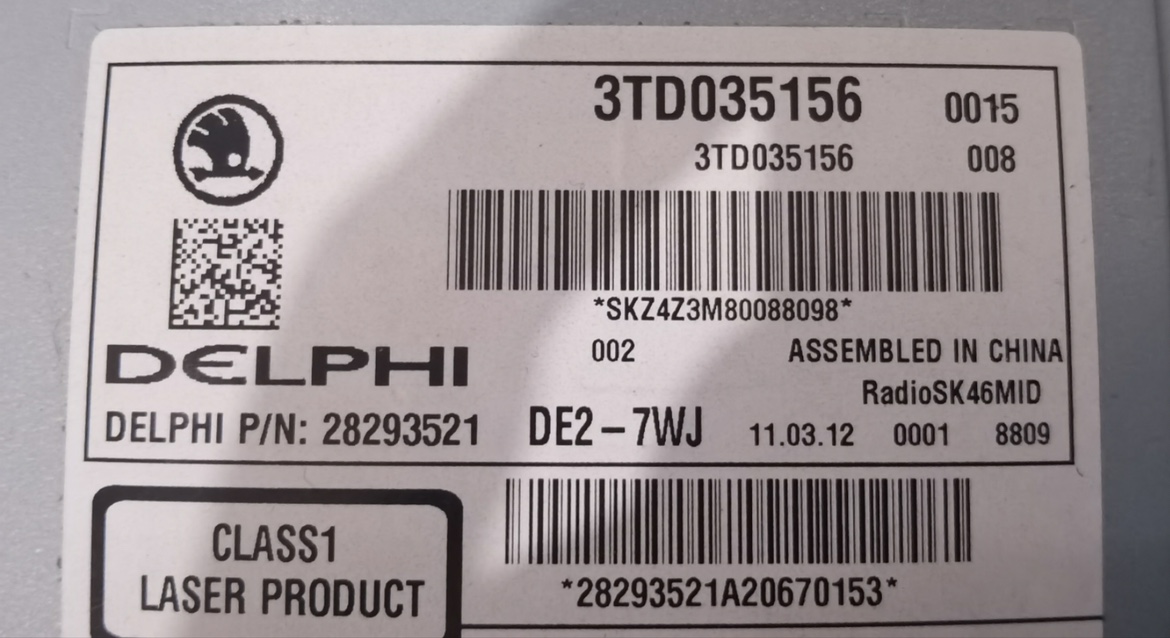 3TD035156 0015
3TD035156 008
*SKZ4Z3M80088098*
002 ASSEMBLED IN CHINA
DELPHI
RadioSK46MID
DELPHI P/N: 28293521 DE2-7WJ 11.03.12 0001 8809
CLASS1
LASER PRODUCT
*28293521A20670153*